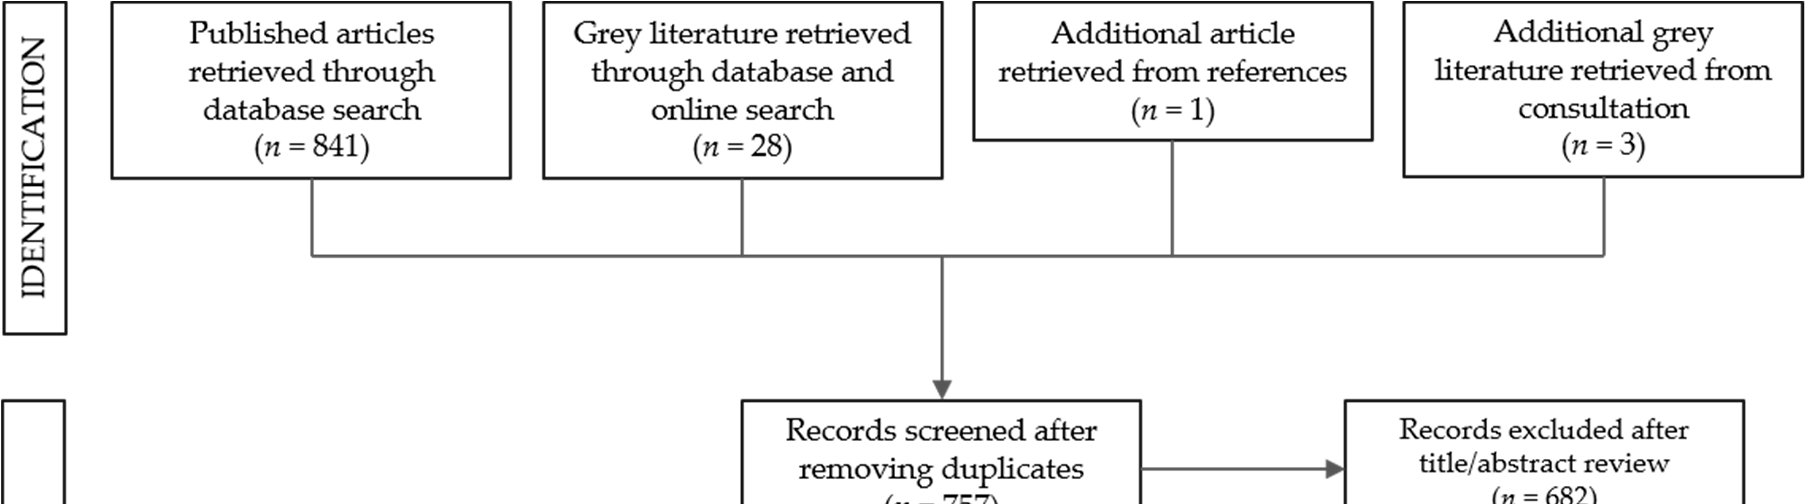 IDENTIFICATION
Published articles
retrieved through
database search
(n = 841)
Grey literature retrieved
through database and
online search
(n = 28)
Additional article
retrieved from references
(n = 1)
Additional grey
literature retrieved from
consultation
(n = 3)
Records screened after
removing duplicates
(n = 757)
Records excluded after
title/abstract review
(n = 682)